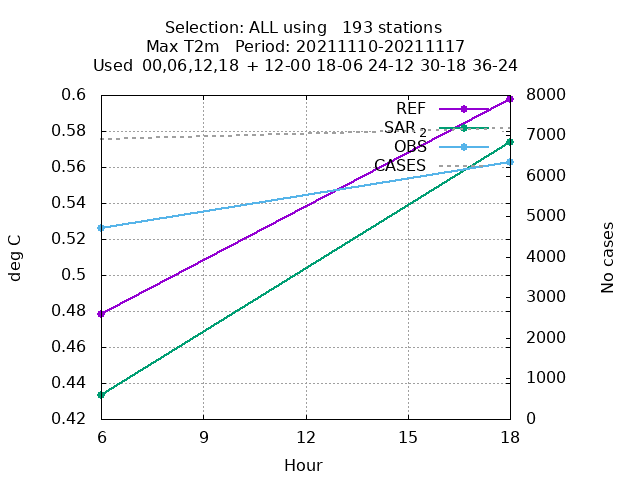 Selection: ALL using   193 stations
Max T2m   Period: 20211110-20211117
Used  00,06,12,18  + 12-00 18-06 24-12 30-18 36-24
0.6
0.58
0.56
0.54
0.52
0.5
0.48
0.46
0.44
0.42
8000
7000
6000
5000
4000
3000
2000
1000
0
REF
SAR 2
OBS
CASES
deg C
No cases
6 9 12 15 18
Hour